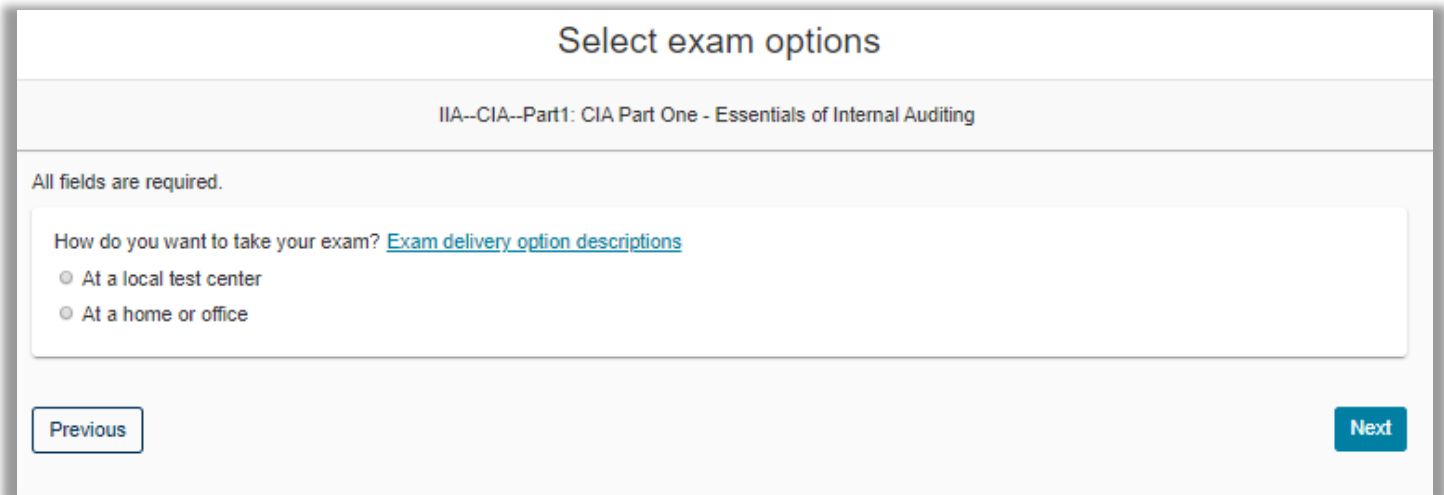 Select exam options
IIA--CIA--Part1: CIA Part One - Essentials of Internal Auditing
All fields are required.
How do you want to take your exam? Exam delivery option descriptions
At a local test center
At a home or office
Previous
Next